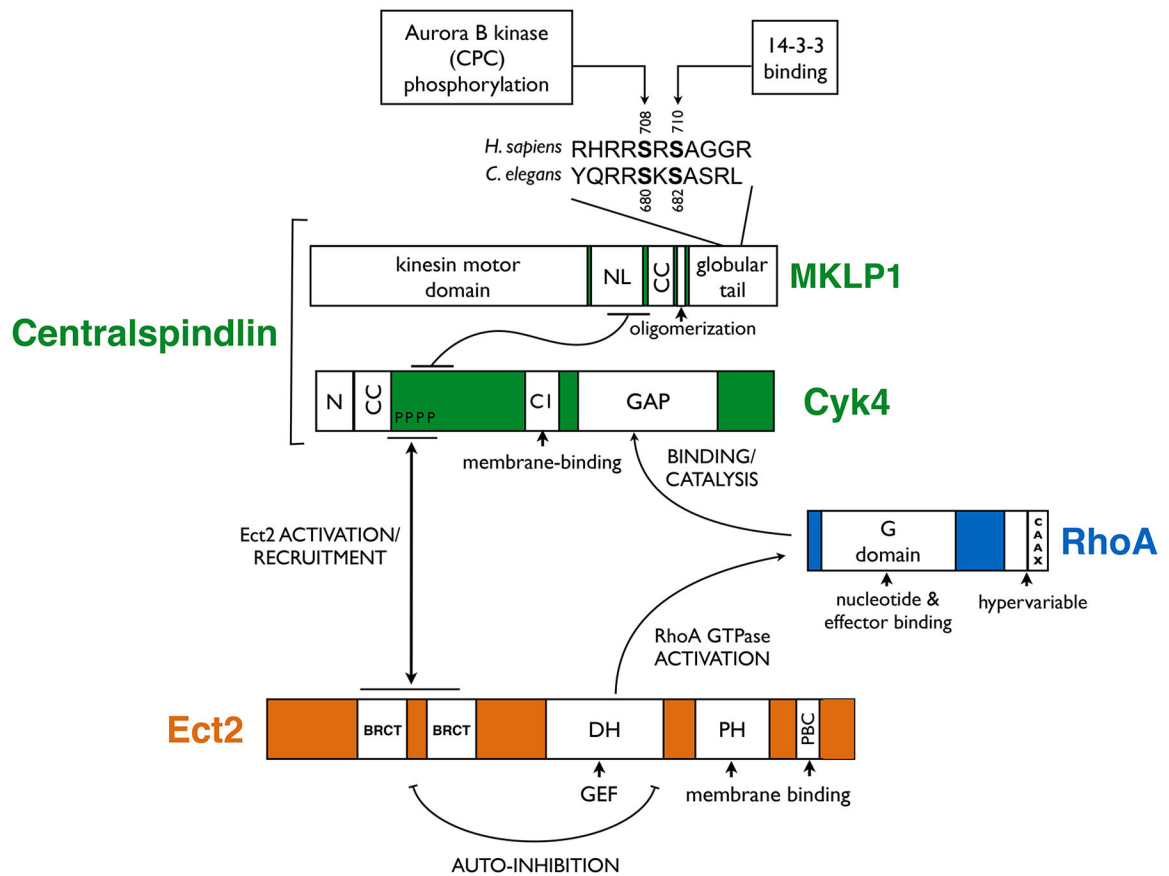 Aurora B kinase
(CPC)
phosphorylation
14-3-3
binding
708
710
H. sapiens RHRRSRSAGGR
C. elegans YQRRSKSASRL
680
682
kinesin motor
domain
NL
CC
globular
tail
MKLP1
oligomerization
Centralspindlin
N
CC
PPPP
C1
GAP
Cyk4
membrane-binding
BINDING/
CATALYSIS
Ect2 ACTIVATION/
RECRUITMENT
G
domain
CAAX
RhoA
nucleotide &
effector binding
hypervariable
RhoA GTPase
ACTIVATION
Ect2
BRCT
BRCT
DH
PH
PBC
GEF
membrane binding
AUTO-INHIBITION